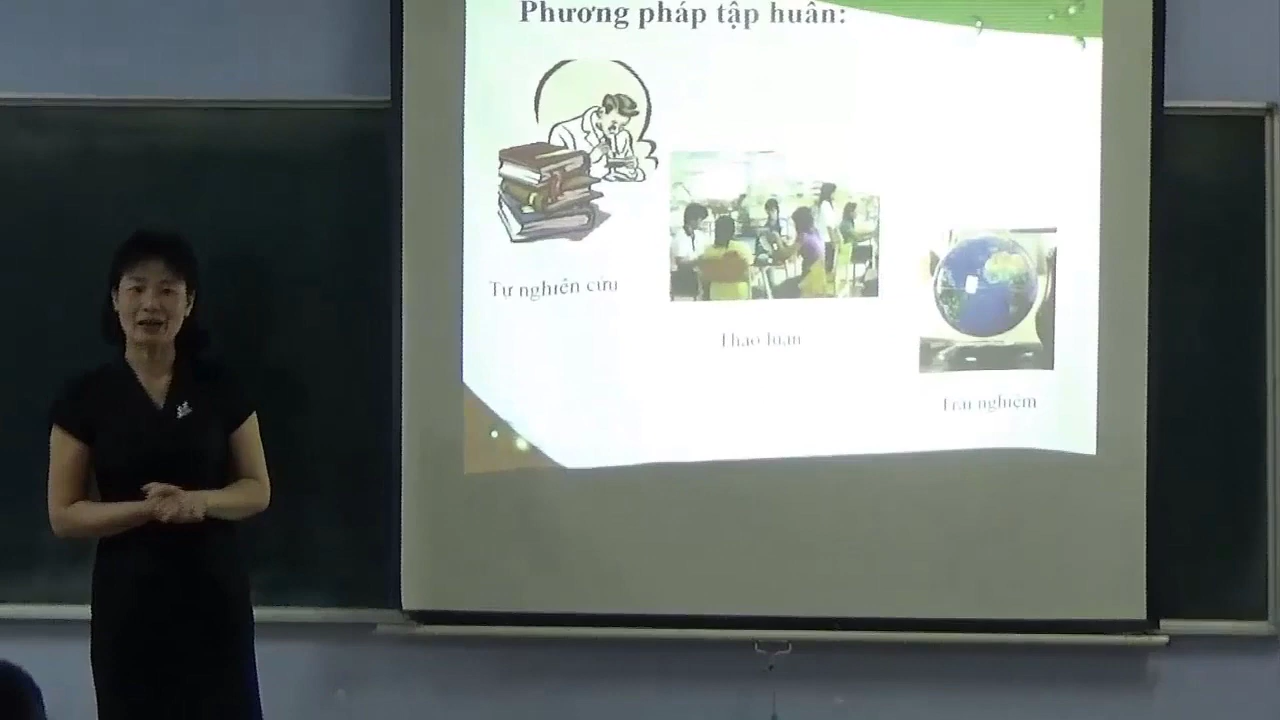 Phương pháp tập huấn:
Tự nghiên cứu
Thảo luận
Trải nghiệm